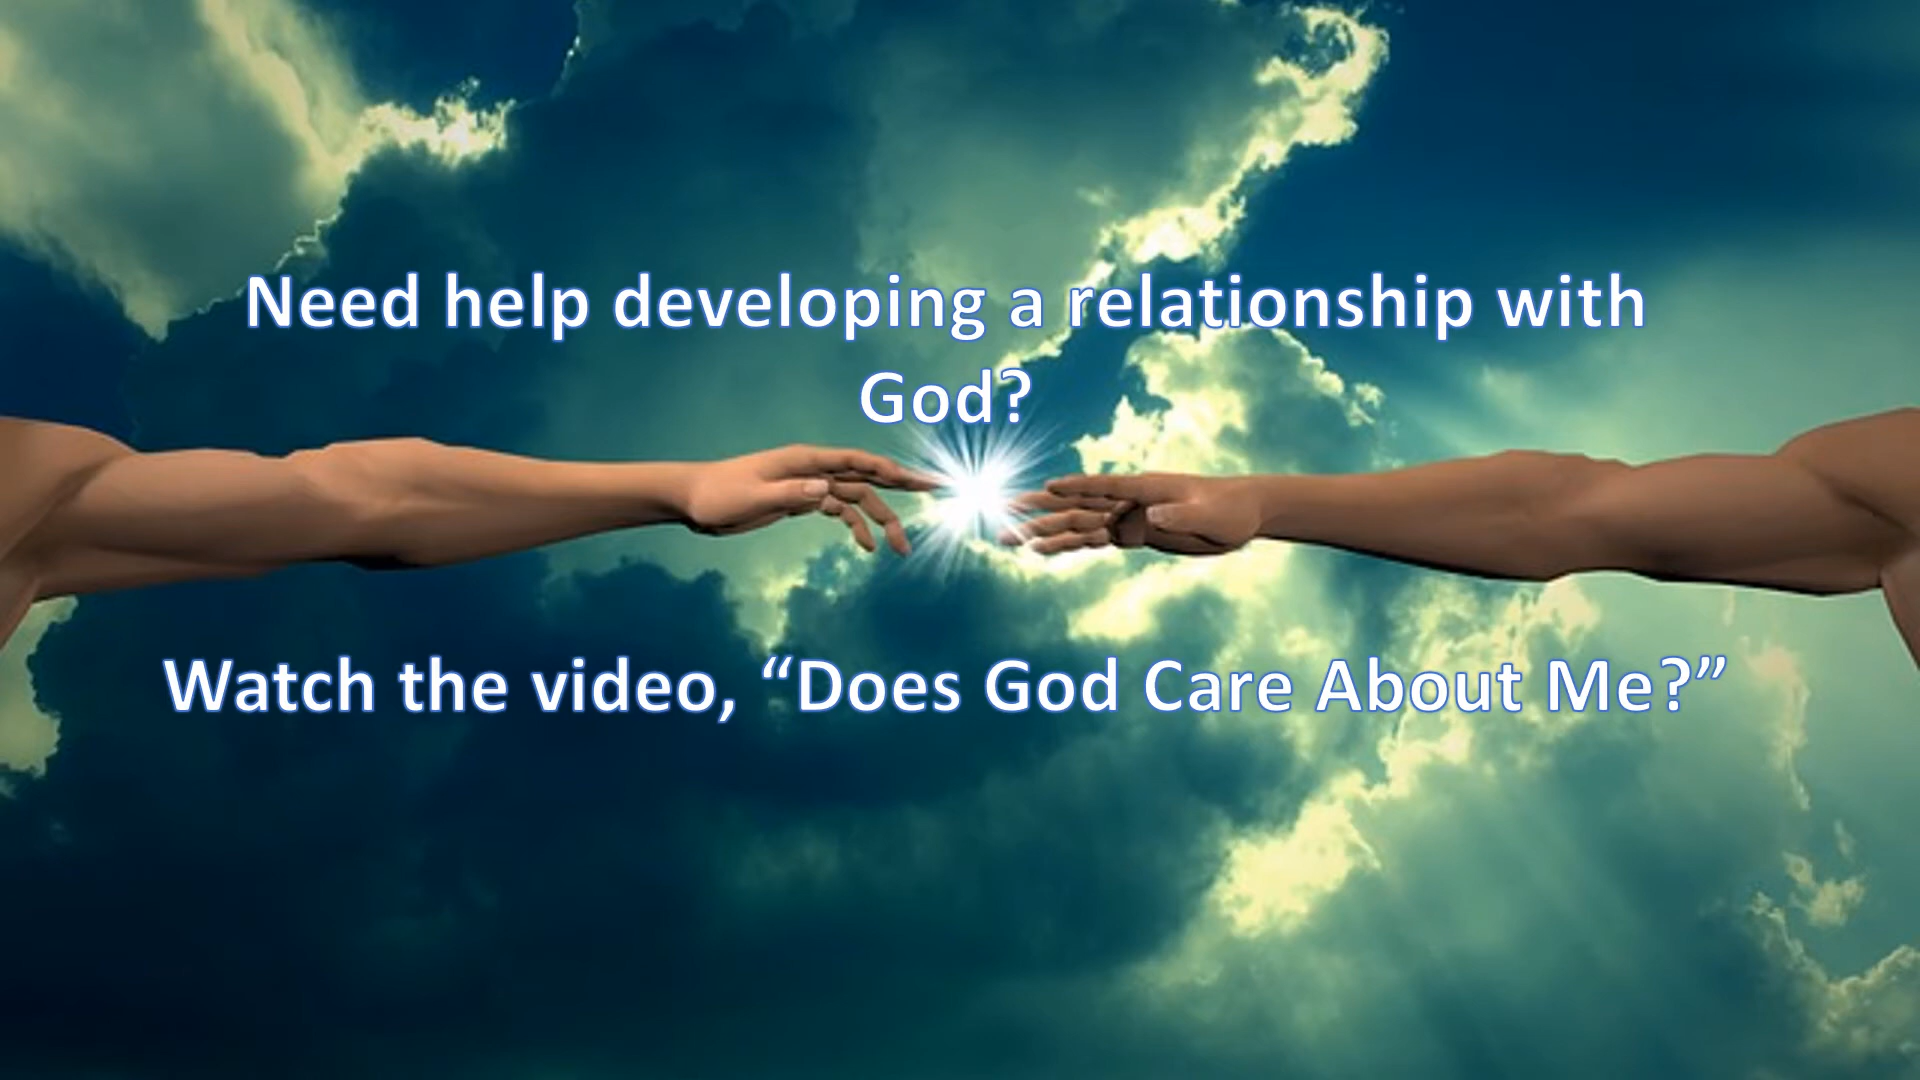 Need help developing a relationship with
God?
Watch the video, “Does God Care About Me?”